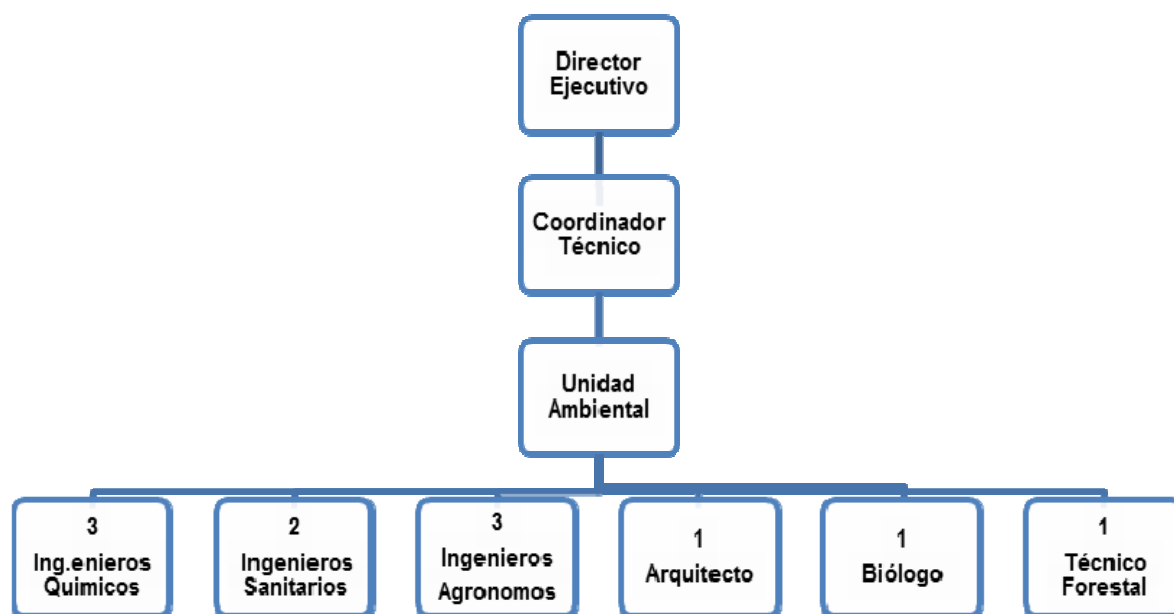 Director
Ejecutivo
Coordinador
Técnico
Unidad
Ambiental
3
Ing.enieros
Quimicos
2
Ingenieros
Sanitarios
3
Ingenieros
Agronomos
1
Arquitecto
1
Biólogo
1
Técnico
Forestal